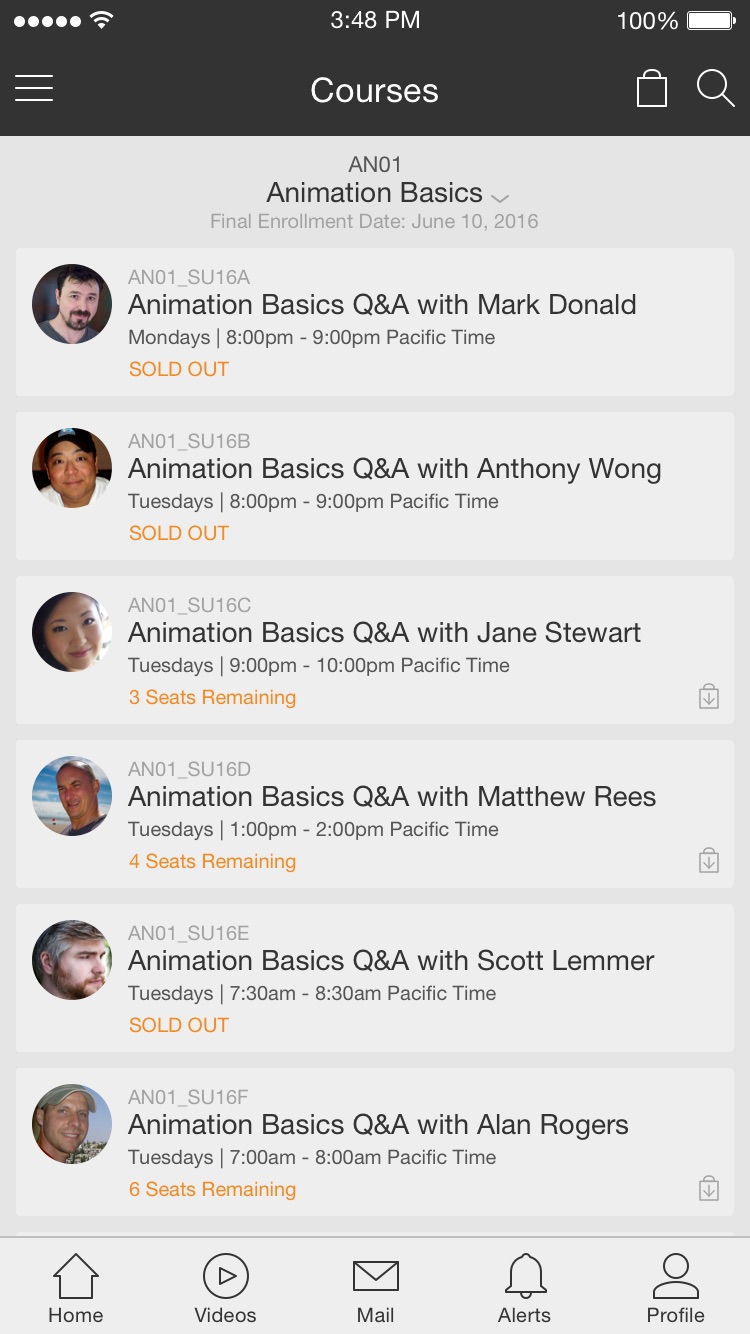 3:48 PM 100%
Courses
AN01
Animation Basics
Final Enrollment Date: June 10, 2016
AN01_SU16A
Animation Basics Q&A with Mark Donald
Mondays | 8:00pm - 9:00pm Pacific Time
SOLD OUT
AN01_SU16B
Animation Basics Q&A with Anthony Wong
Tuesdays | 8:00pm - 9:00pm Pacific Time
SOLD OUT
AN01_SU16C
Animation Basics Q&A with Jane Stewart
Tuesdays | 9:00pm - 10:00pm Pacific Time
3 Seats Remaining
AN01_SU16D
Animation Basics Q&A with Matthew Rees
Tuesdays | 1:00pm - 2:00pm Pacific Time
4 Seats Remaining
AN01_SU16E
Animation Basics Q&A with Scott Lemmer
Tuesdays | 7:30am - 8:30am Pacific Time
SOLD OUT
AN01_SU16F
Animation Basics Q&A with Alan Rogers
Tuesdays | 7:00am - 8:00am Pacific Time
6 Seats Remaining
Home Videos Mail Alerts Profile